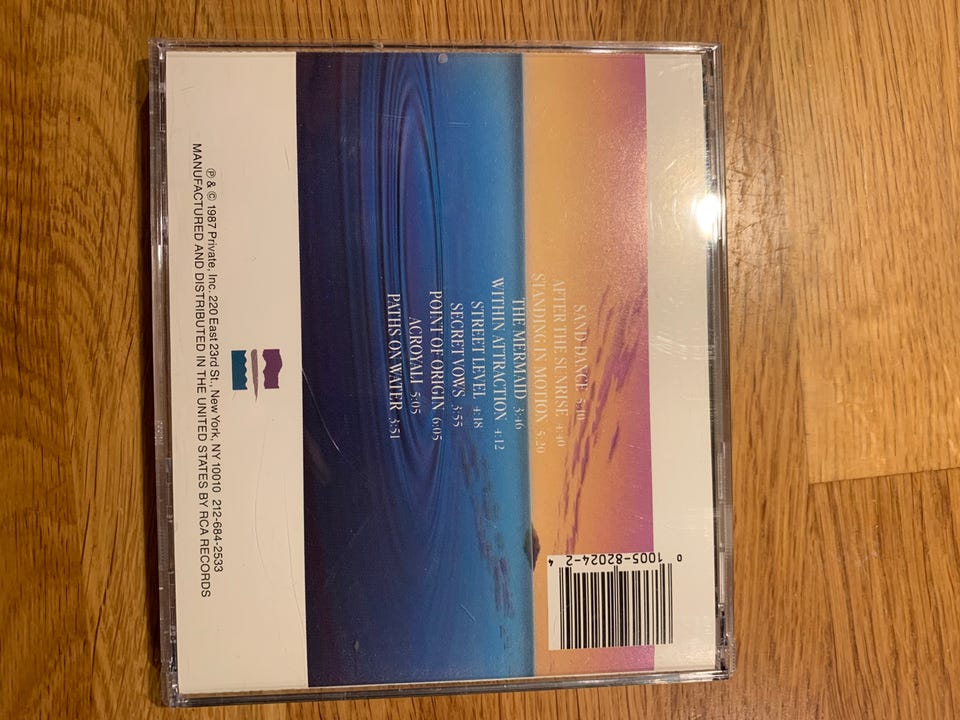 SAND DANCE 5:10
AFTER THE SUNRISE 4:40
STANDING IN MOTION 5:20
THE MERMAID 3:46
WITHIN ATTRACTION 4:12
STREET LEVEL 4:18
SECRET VOWS 3:55
POINT OF ORIGIN 6:05
ACROYALI 5:05
PATHS ON WATER 3:51
0 1005-82024-2 4
℗ & © 1987 Private, Inc. 220 East 23rd St., New York, NY 10010 212-684-2533
MANUFACTURED AND DISTRIBUTED IN THE UNITED STATES BY RCA RECORDS